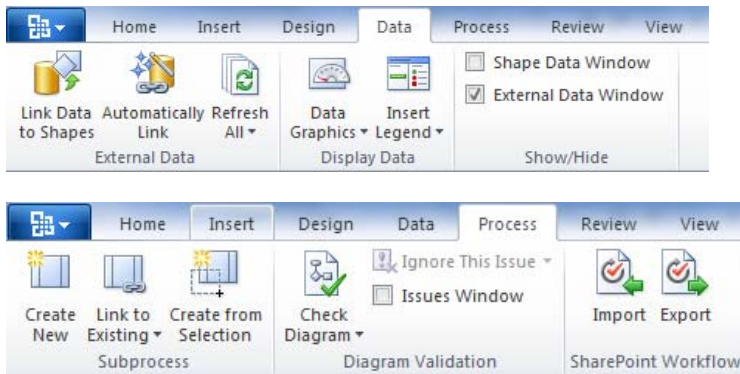 Home Insert Design Data Process Review View
Link Data to Shapes
Automatically Link
Refresh All
External Data
Data Graphics
Insert Legend
Display Data
Shape Data Window
External Data Window
Show/Hide
Home Insert Design Data Process Review View
Create New
Link to Existing
Create from Selection
Subprocess
Check Diagram
Ignore This Issue
Issues Window
Diagram Validation
Import Export
SharePoint Workflow